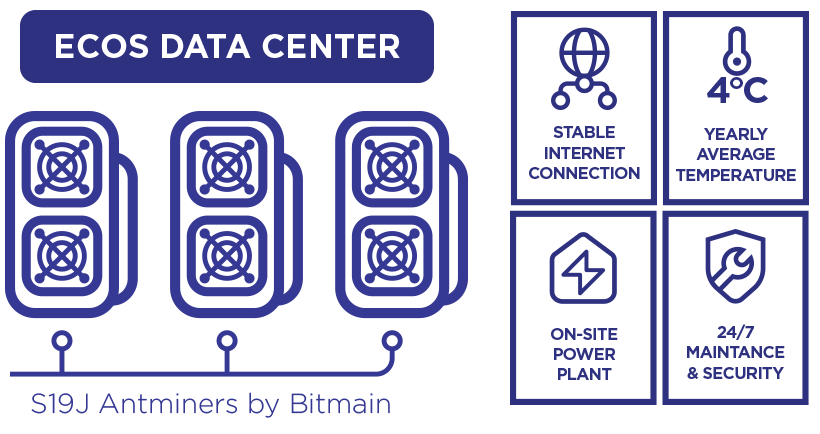 ECOS DATA CENTER
S19J Antminers by Bitmain
STABLE
INTERNET
CONNECTION
4°C
YEARLY
AVERAGE
TEMPERATURE
ON-SITE
POWER
PLANT
24/7
MAINTANCE
& SECURITY